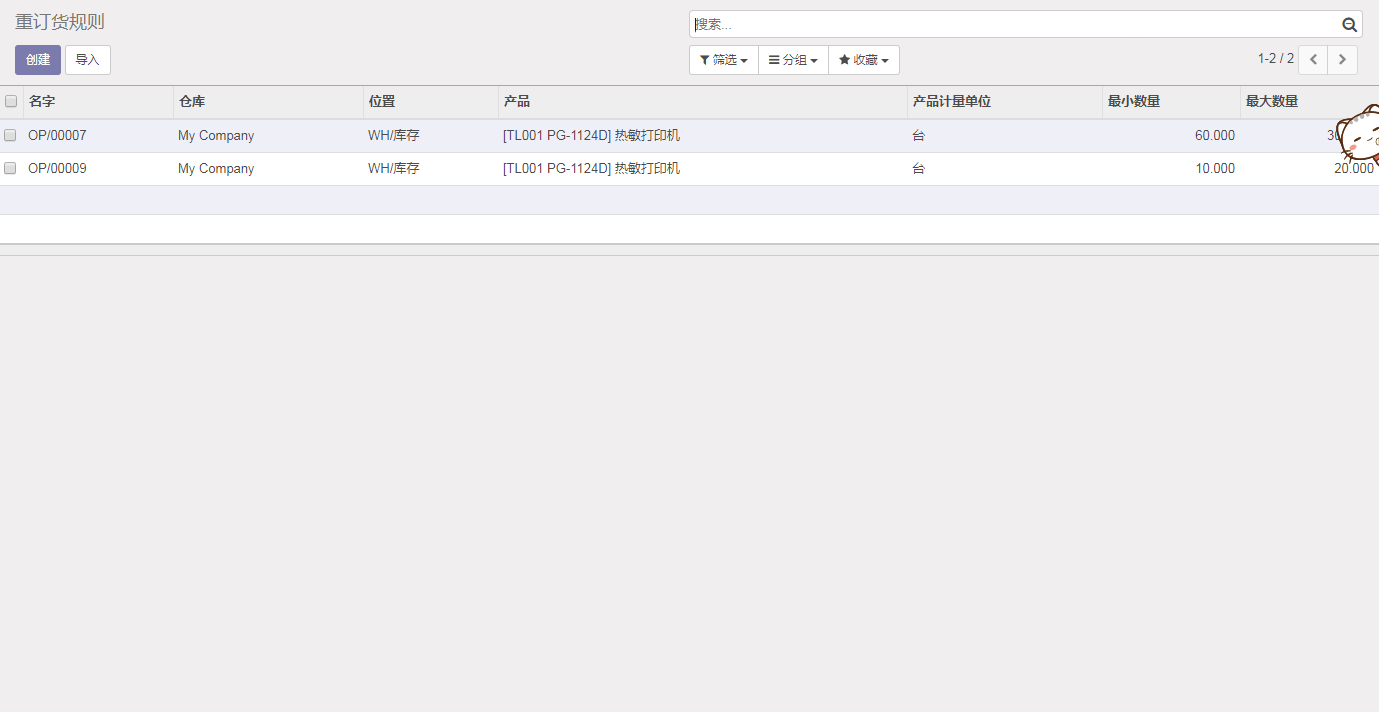 重订货规则
搜索...
创建 导入
筛选 分组 收藏 1-2 / 2
名字 仓库 位置 产品 产品计量单位 最小数量 最大数量
OP/00007 My Company WH/库存 [TL001 PG-1124D] 热敏打印机 台 60.000
OP/00009 My Company WH/库存 [TL001 PG-1124D] 热敏打印机 台 10.000 20.000